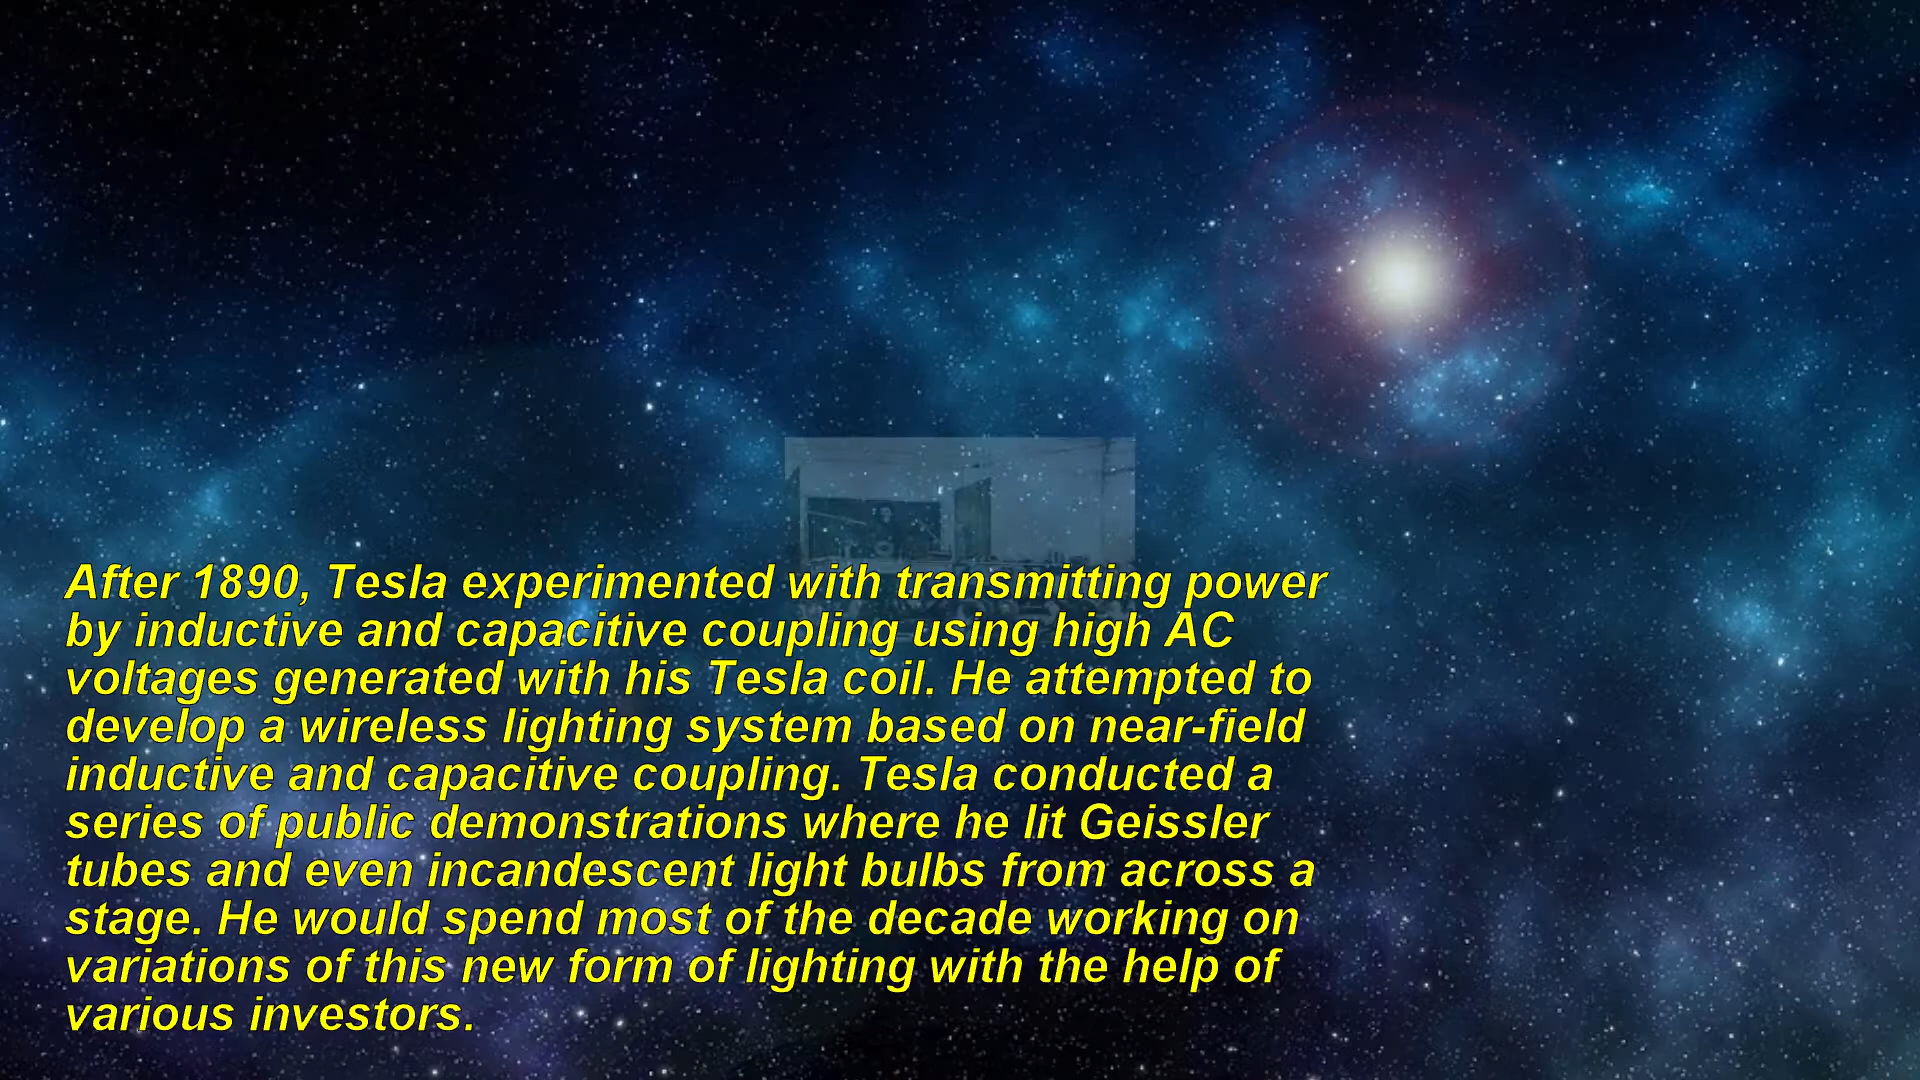 After 1890, Tesla experimented with transmitting power
by inductive and capacitive coupling using high AC
voltages generated with his Tesla coil. He attempted to
develop a wireless lighting system based on near-field
inductive and capacitive coupling. Tesla conducted a
series of public demonstrations where he lit Geissler
tubes and even incandescent light bulbs from across a
stage. He would spend most of the decade working on
variations of this new form of lighting with the help of
various investors.